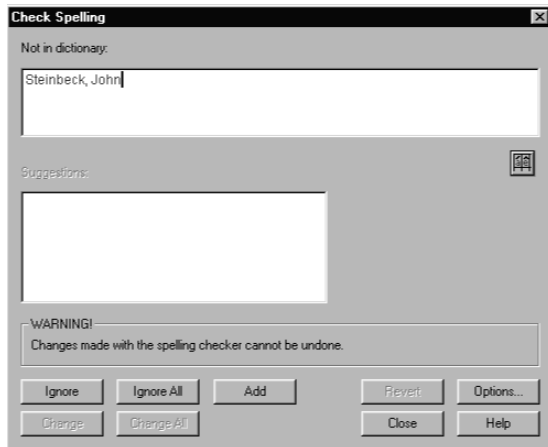 Check Spelling
Not in dictionary:
Steinbeck, John
Suggestions:
WARNING!
Changes made with the spelling checker cannot be undone.
Ignore Ignore All Add Revert Options...
Change Change All Close Help